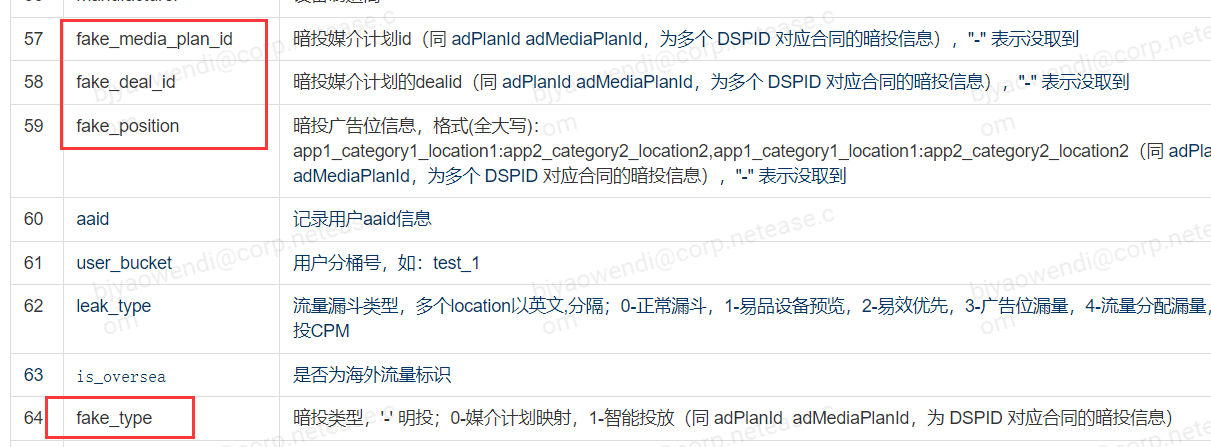 57 fake_media_plan_id 暗投媒介计划id（同 adPlanId adMediaPlanId，为多个 DSPID 对应合同的暗投信息），"-" 表示没取到
58 fake_deal_id 暗投媒介计划的dealid（同 adPlanId adMediaPlanId，为多个 DSPID 对应合同的暗投信息），"-" 表示没取到
59 fake_position 暗投广告位信息，格式(全大写)：
app1_category1_location1:app2_category2_location2,app1_category1_location1:app2_category2_location2（同 adPla
adMediaPlanId，为多个 DSPID 对应合同的暗投信息），"-" 表示没取到
60 aaid 记录用户aaid信息
61 user_bucket 用户分桶号，如：test_1
62 leak_type 流量漏斗类型，多个location以英文,分隔；0-正常漏斗，1-易品设备预览，2-易效优先，3-广告位漏量，4-流量分配漏量，
投CPM
63 is_oversea 是否为海外流量标识
64 fake_type 暗投类型，'-' 明投；0-媒介计划映射，1-智能投放（同 adPlanId adMediaPlanId，为 DSPID 对应合同的暗投信息）
bjyaowendi@corp.netease.c
om